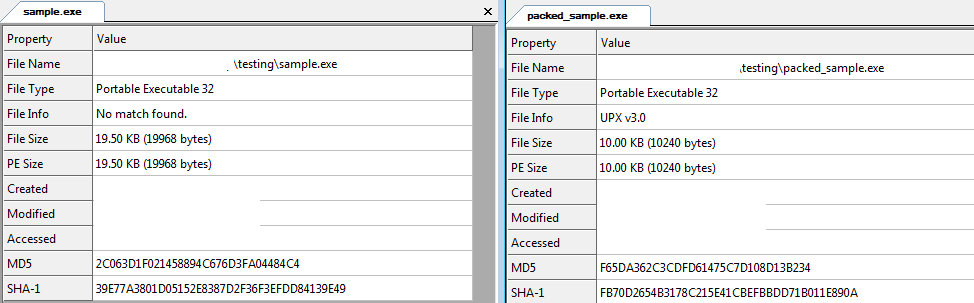 sample.exe
Property Value
File Name \testing\sample.exe
File Type Portable Executable 32
File Info No match found.
File Size 19.50 KB (19968 bytes)
PE Size 19.50 KB (19968 bytes)
Created
Modified
Accessed
MD5 2C063D1F021458894C676D3FA04484C4
SHA-1 39E77A3801D05152E8387D2F36F3EFDD84139E49
packed_sample.exe
Property Value
File Name \testing\packed_sample.exe
File Type Portable Executable 32
File Info UPX v3.0
File Size 10.00 KB (10240 bytes)
PE Size 10.00 KB (10240 bytes)
Created
Modified
Accessed
MD5 F65DA362C3CDFD61475C7D108D13B234
SHA-1 FB70D2654B3178C215E41CBEFBBDD71B011E890A